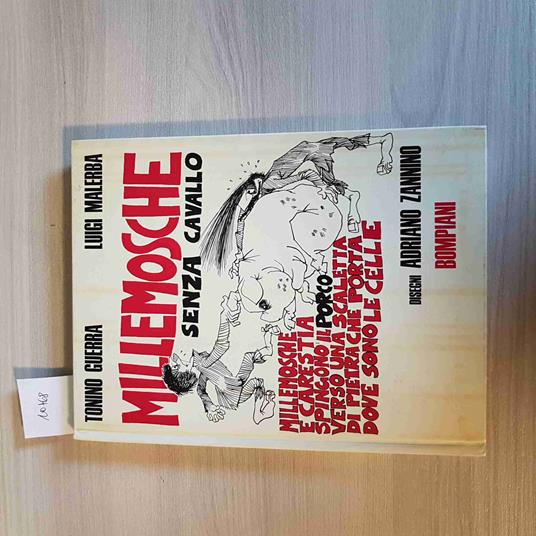 TONINO GUERRA LUIGI MALERBA
MILLEMOSCHE
SENZA CAVALLO
MILLEMOSCHE
E CARESTIA
SPINGONO IL PORCO
VERSO UNA SCALETTA
DI PIETRA CHE PORTA
DOVE SONO LE CELLE
DISEGNI ADRIANO ZANNINO
BOMPIANI